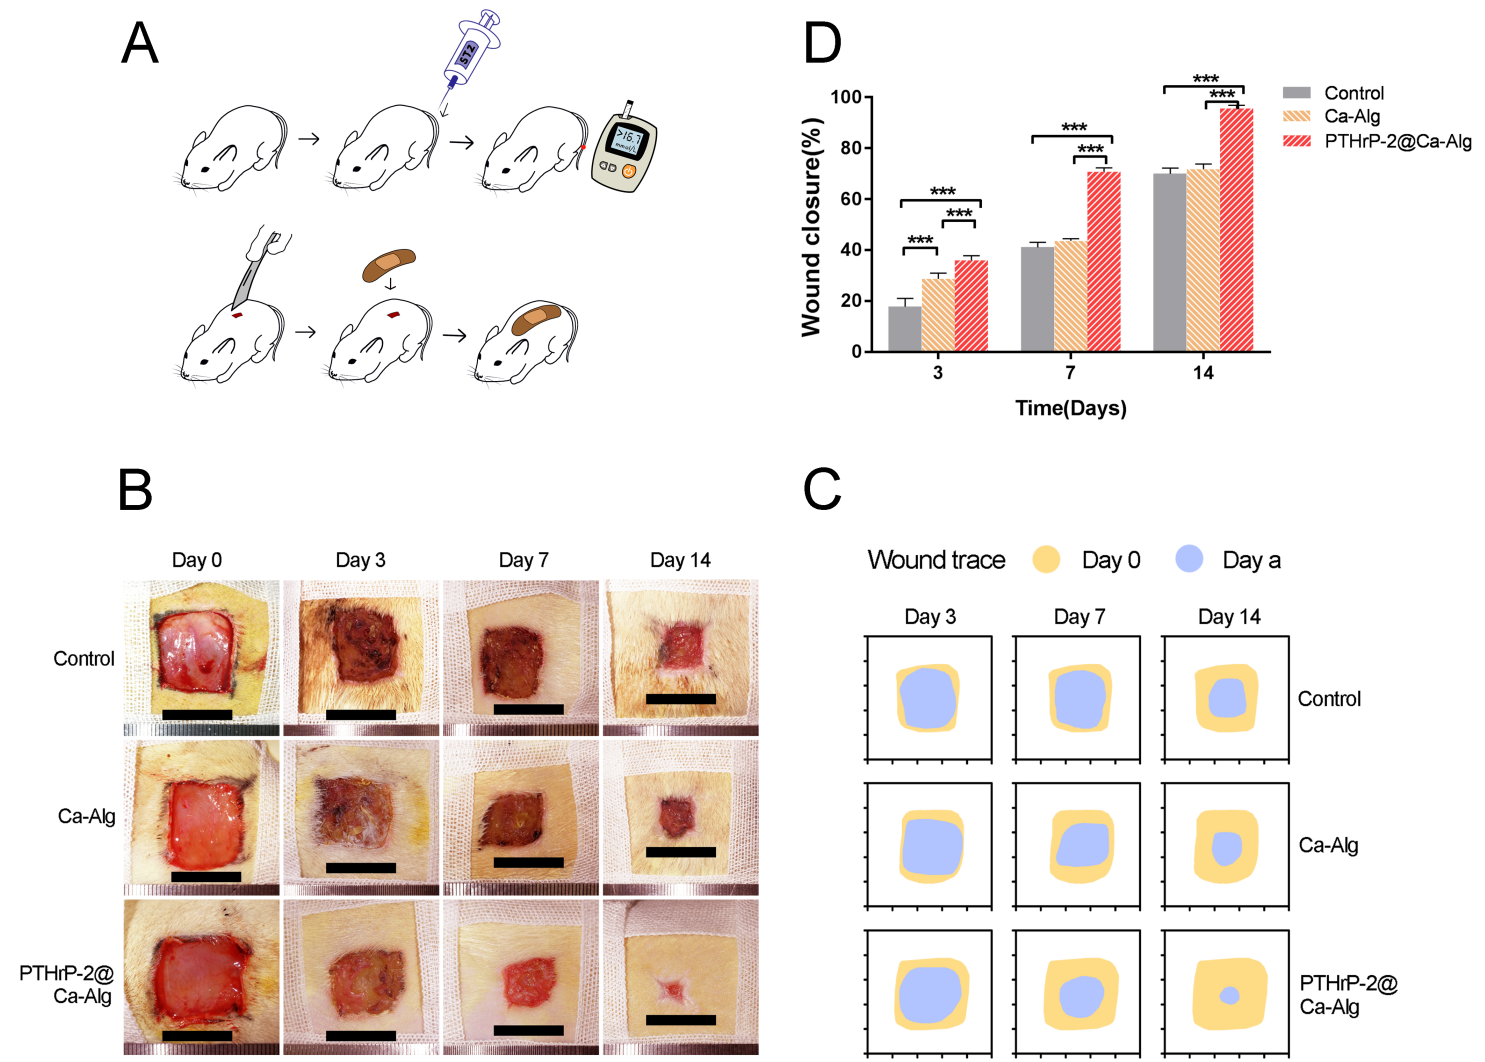 A
STZ
>16.7
mmol/L
D
100
80
60
40
20
0
Wound closure(%)
***
***
***
***
***
***
***
3
7
14
Time(Days)
Control
Ca-Alg
PTHrP-2@Ca-Alg
B
Day 0
Day 3
Day 7
Day 14
Control
Ca-Alg
PTHrP-2@
Ca-Alg
C
Wound trace
Day 0
Day a
Day 3
Day 7
Day 14
Control
Ca-Alg
PTHrP-2@
Ca-Alg